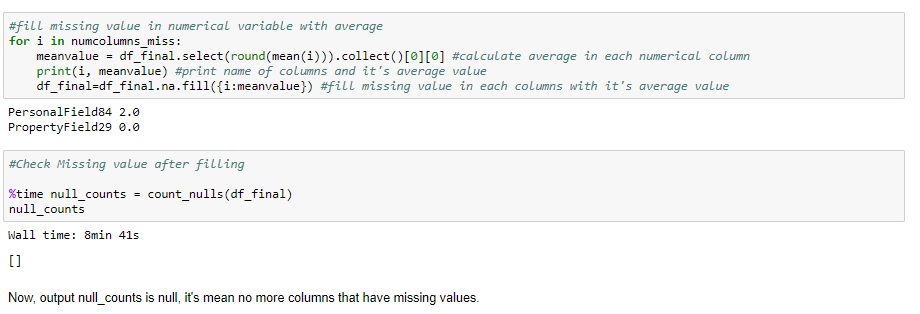 #fill missing value in numerical variable with average
for i in numcolumns_miss:
    meanvalue = df_final.select(round(mean(i))).collect()[0][0] #calculate average in each numerical column
    print(i, meanvalue) #print name of columns and it's average value
    df_final=df_final.na.fill({i:meanvalue}) #fill missing value in each columns with it's average value
PersonalField84 2.0
PropertyField29 0.0
#Check Missing value after filling
%time null_counts = count_nulls(df_final)
null_counts
Wall time: 8min 41s
[]
Now, output null_counts is null, it's mean no more columns that have missing values.